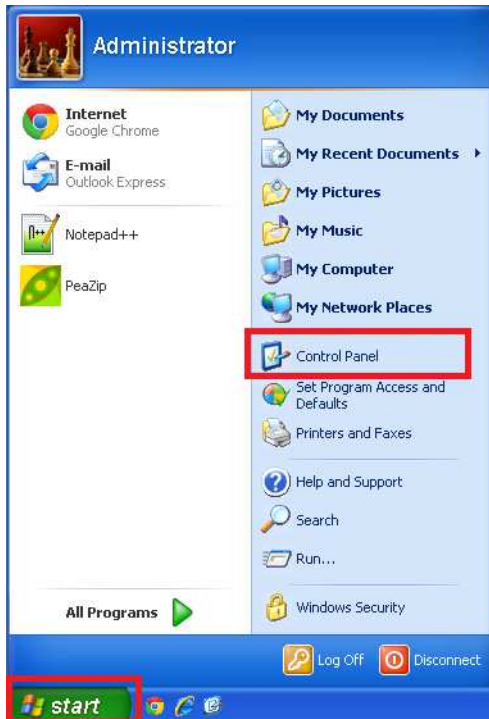 Administrator
Internet
Google Chrome
E-mail
Outlook Express
Notepad++
PeaZip
All Programs
My Documents
My Recent Documents
My Pictures
My Music
My Computer
My Network Places
Control Panel
Set Program Access and
Defaults
Printers and Faxes
Help and Support
Search
Run...
Windows Security
Log Off
Disconnect
start